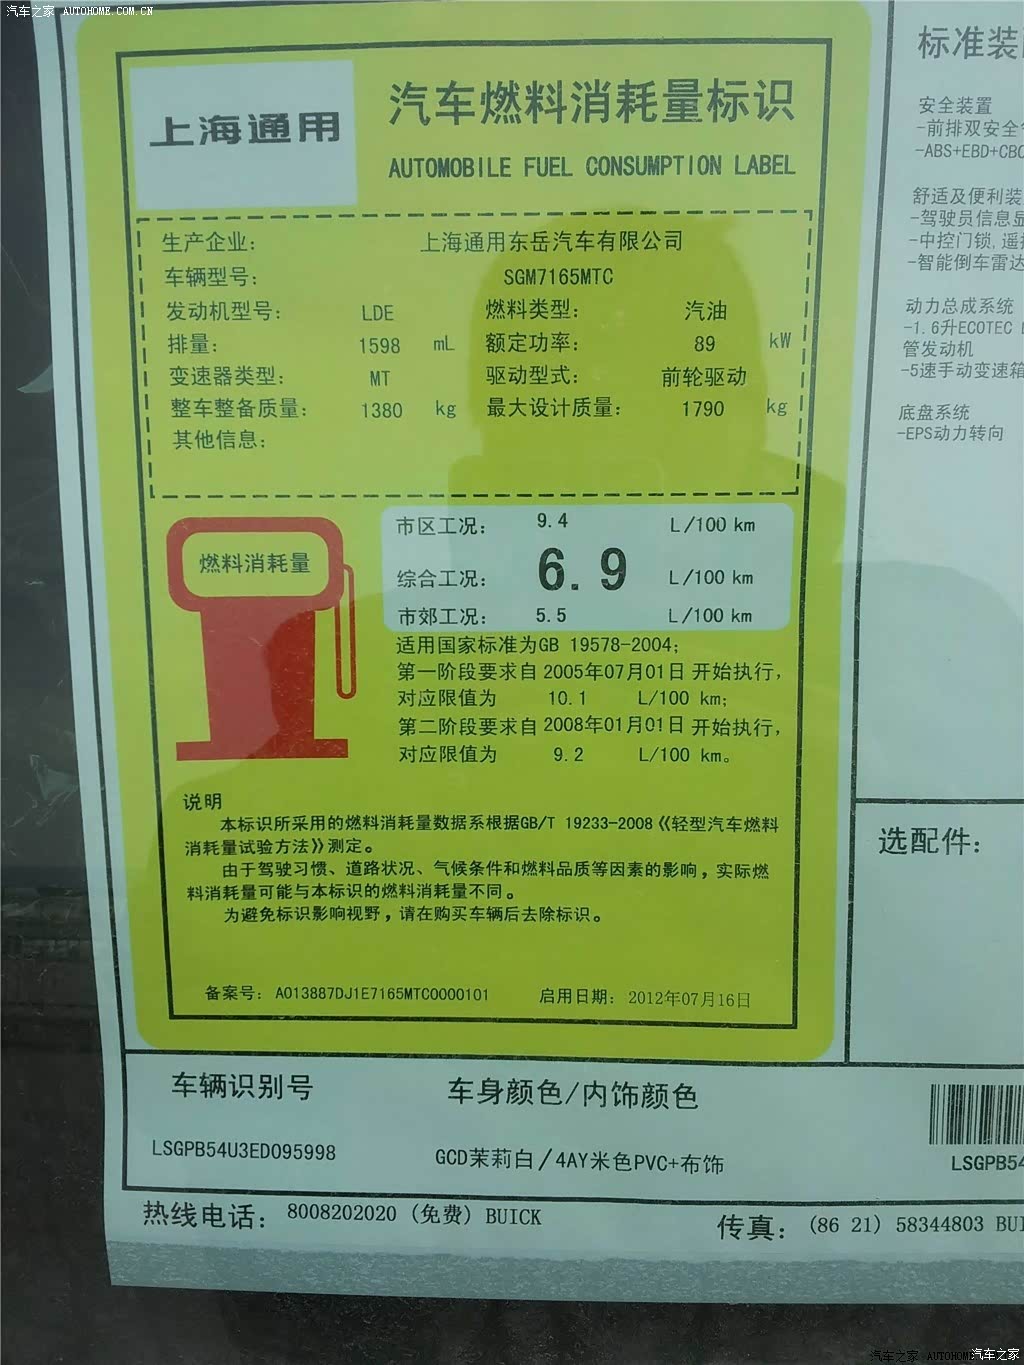 汽车之家 AUTOHOME.COM.CN
上海通用
汽车燃料消耗量标识
AUTOMOBILE FUEL CONSUMPTION LABEL
生产企业: 上海通用东岳汽车有限公司
车辆型号: SGM7165MTC
发动机型号: LDE 燃料类型: 汽油
排量: 1598 mL 额定功率: 89 kW
变速器类型: MT 驱动型式: 前轮驱动
整车整备质量: 1380 kg 最大设计质量: 1790 kg
其他信息:
燃料消耗量
市区工况: 9.4 L/100 km
综合工况: 6.9 L/100 km
市郊工况: 5.5 L/100 km
适用国家标准为GB 19578-2004;
第一阶段要求自 2005年07月01日 开始执行,
对应限值为 10.1 L/100 km;
第二阶段要求自 2008年01月01日 开始执行,
对应限值为 9.2 L/100 km。
说明
本标识所采用的燃料消耗量数据系根据GB/T 19233-2008《轻型汽车燃料
消耗量试验方法》测定。
由于驾驶习惯、道路状况、气候条件和燃料品质等因素的影响,实际燃
料消耗量可能与本标识的燃料消耗量不同。
为避免标识影响视野,请在购买车辆后去除标识。
备案号: A013887DJ1E7165MTC0000101 启用日期: 2012年07月16日
标准装
安全装置
-前排双安全
-ABS+EBD+CBC
舒适及便利装
-驾驶员信息显
-中控门锁,遥
-智能倒车雷达
动力总成系统
-1.6升ECOTEC
管发动机
-5速手动变速箱
底盘系统
-EPS动力转向
选配件:
车辆识别号 车身颜色/内饰颜色
LSGPB54U3ED095998 GCD茉莉白/4AY米色PVC+布饰 LSGPB54
热线电话: 8008202020 (免费) BUICK 传真: (86 21) 58344803 BUI
汽车之家 AUTOHOME.COM.CN
汽车之家